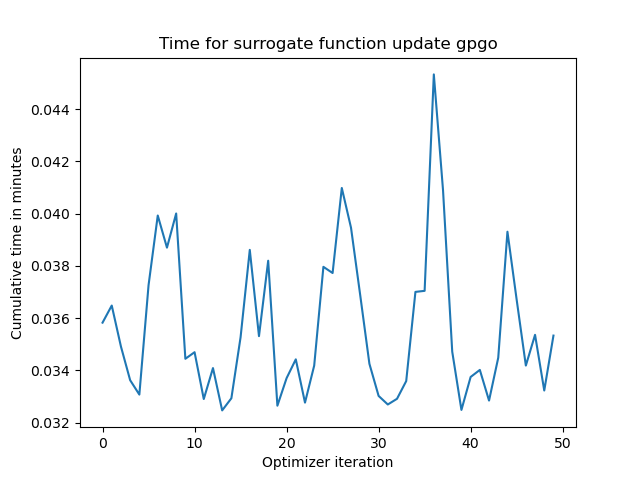 Time for surrogate function update gpgo
Cumulative time in minutes
0.044
0.042
0.040
0.038
0.036
0.034
0.032
0 10 20 30 40 50
Optimizer iteration